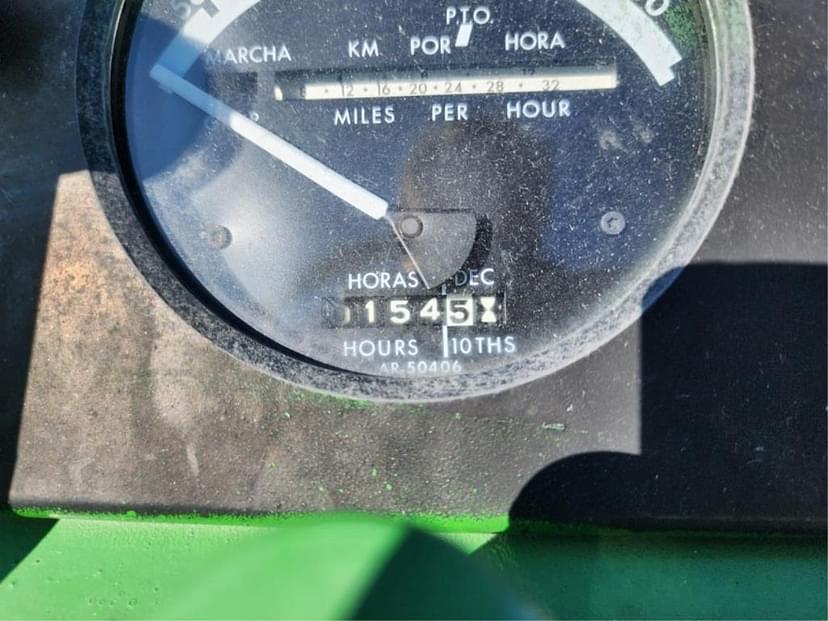 P.T.O.
MARCHA KM POR HORA
8 · 12 · 16 · 20 · 24 · 28 · 32
MILES PER HOUR
HORAS DEC
1545
HOURS 10THS
AR 50406